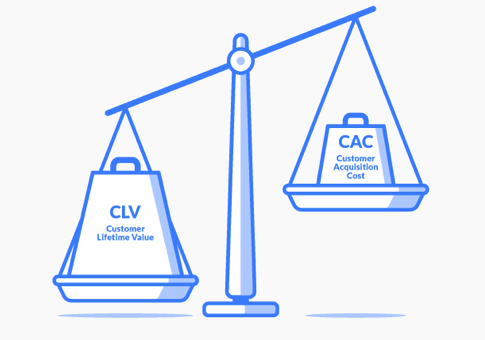 CLV
Customer
Lifetime Value
CAC
Customer
Acquisition
Cost